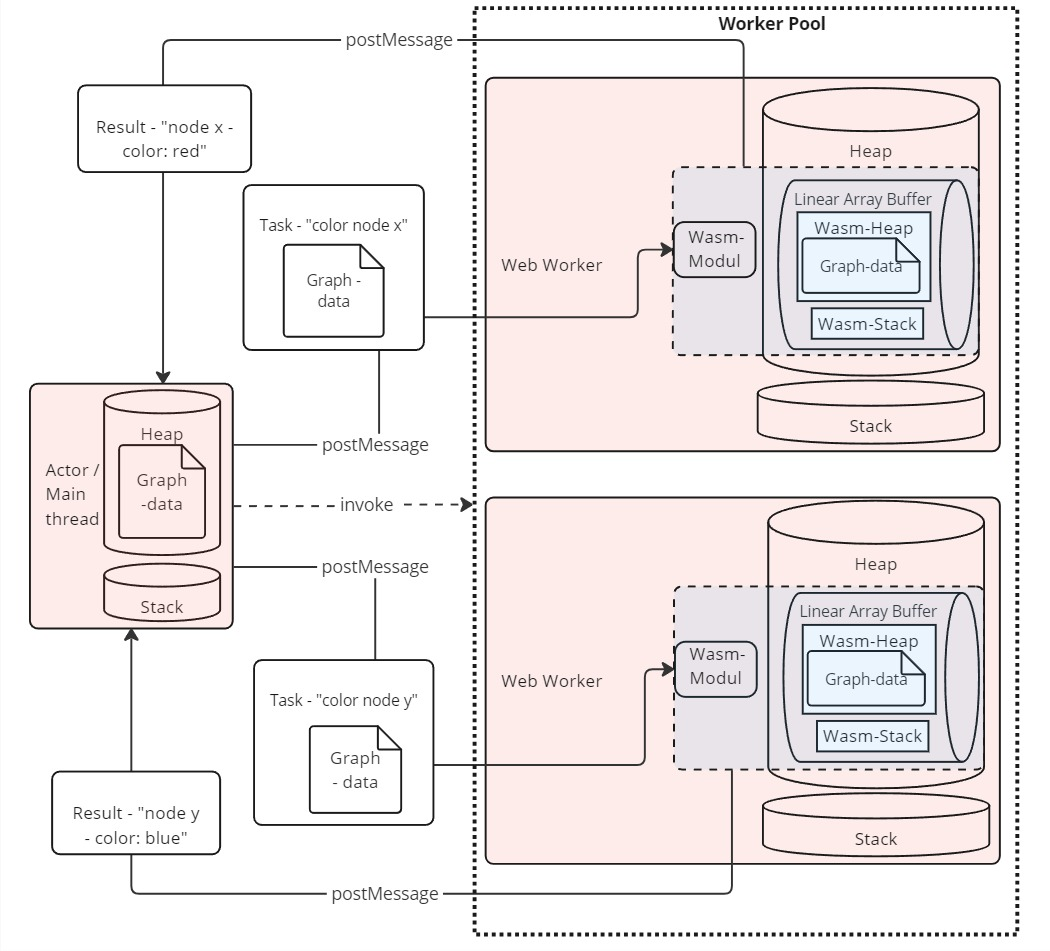 Worker Pool
postMessage
Result - "node x -
color: red"
Heap
Linear Array Buffer
Wasm-Heap
Graph-data
Wasm-Stack
Wasm-
Modul
Web Worker
Stack
Task - "color node x"
Graph -
data
postMessage
Actor /
Main
thread
Heap
Graph
-data
Stack
invoke
postMessage
Task - "color node y"
Graph
- data
Heap
Linear Array Buffer
Wasm-Heap
Graph-data
Wasm-Stack
Wasm-
Modul
Web Worker
Stack
Result - "node y
- color: blue"
postMessage